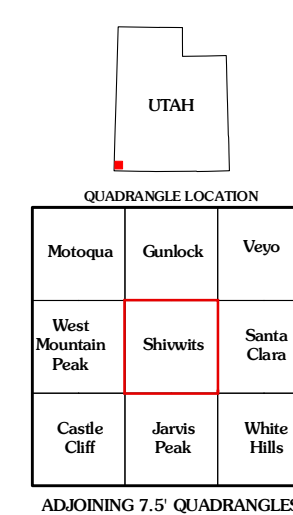 UTAH
QUADRANGLE LOCATION
Motoqua Gunlock Veyo
West
Mountain
Peak
Shivwits
Santa
Clara
Castle
Cliff
Jarvis
Peak
White
Hills
ADJOINING 7.5' QUADRANGLES